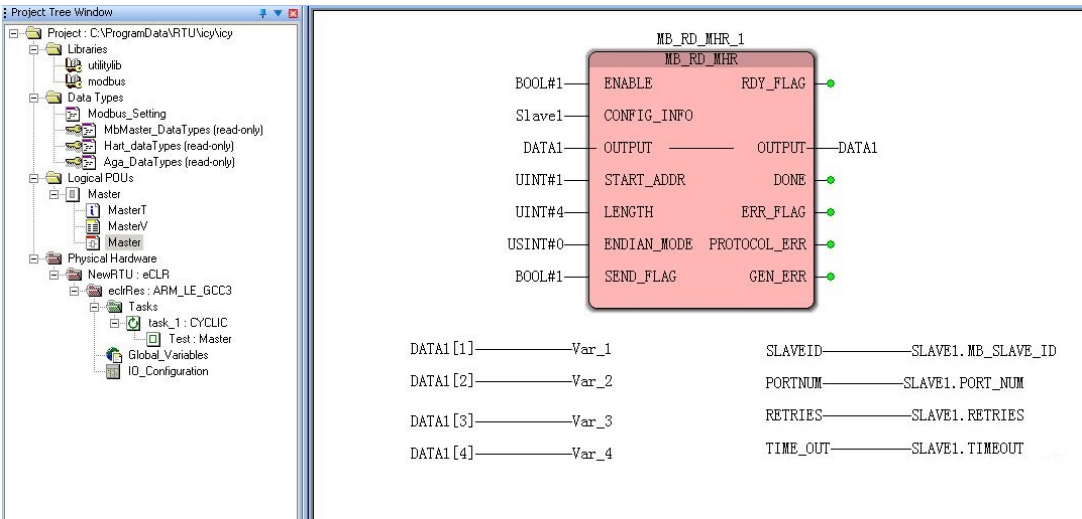 Project Tree Window
Project : C:\ProgramData\RTU\icy\icy
Libraries
utilitylib
modbus
Data Types
Modbus_Setting
MbMaster_DataTypes (read-only)
Hart_dataTypes (read-only)
Aga_DataTypes (read-only)
Logical POUs
Master
MasterT
MasterV
Master
Physical Hardware
NewRTU : eCLR
eclrRes : ARM_LE_GCC3
Tasks
task_1 : CYCLIC
Test : Master
Global_Variables
IO_Configuration
MB_RD_MHR_1
MB_RD_MHR
BOOL#1 ENABLE RDY_FLAG
Slave1 CONFIG_INFO
DATA1 OUTPUT OUTPUT DATA1
UINT#1 START_ADDR DONE
UINT#4 LENGTH ERR_FLAG
USINT#0 ENDIAN_MODE PROTOCOL_ERR
BOOL#1 SEND_FLAG GEN_ERR
DATA1[1] Var_1
DATA1[2] Var_2
DATA1[3] Var_3
DATA1[4] Var_4
SLAVEID SLAVE1.MB_SLAVE_ID
PORTNUM SLAVE1.PORT_NUM
RETRIES SLAVE1.RETRIES
TIME_OUT SLAVE1.TIMEOUT